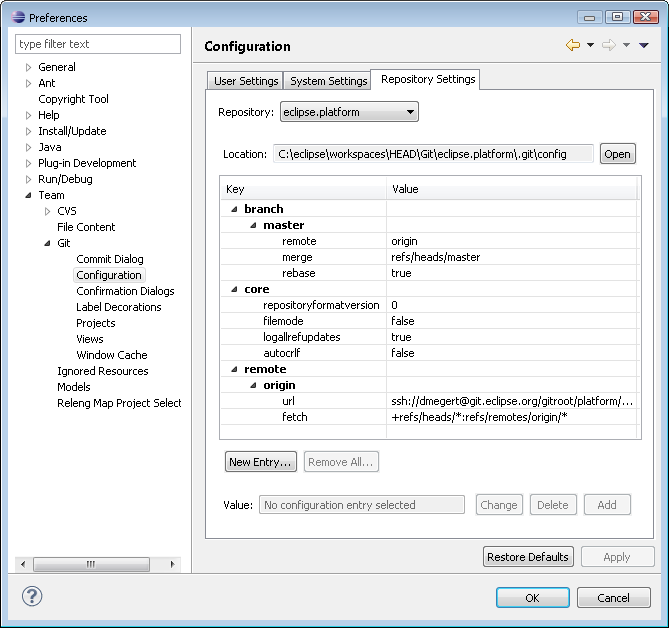 Preferences
type filter text
General
Ant
Copyright Tool
Help
Install/Update
Java
Plug-in Development
Run/Debug
Team
CVS
File Content
Git
Commit Dialog
Configuration
Confirmation Dialogs
Label Decorations
Projects
Views
Window Cache
Ignored Resources
Models
Releng Map Project Select
Configuration
User Settings System Settings Repository Settings
Repository: eclipse.platform
Location: C:\eclipse\workspaces\HEAD\Git\eclipse.platform\.git\config Open
Key Value
branch
master
remote origin
merge refs/heads/master
rebase true
core
repositoryformatversion 0
filemode false
logallrefupdates true
autocrlf false
remote
origin
url ssh://dmegert@git.eclipse.org/gitroot/platform/...
fetch +refs/heads/*:refs/remotes/origin/*
New Entry... Remove All...
Value: No configuration entry selected Change Delete Add
Restore Defaults Apply
? OK Cancel